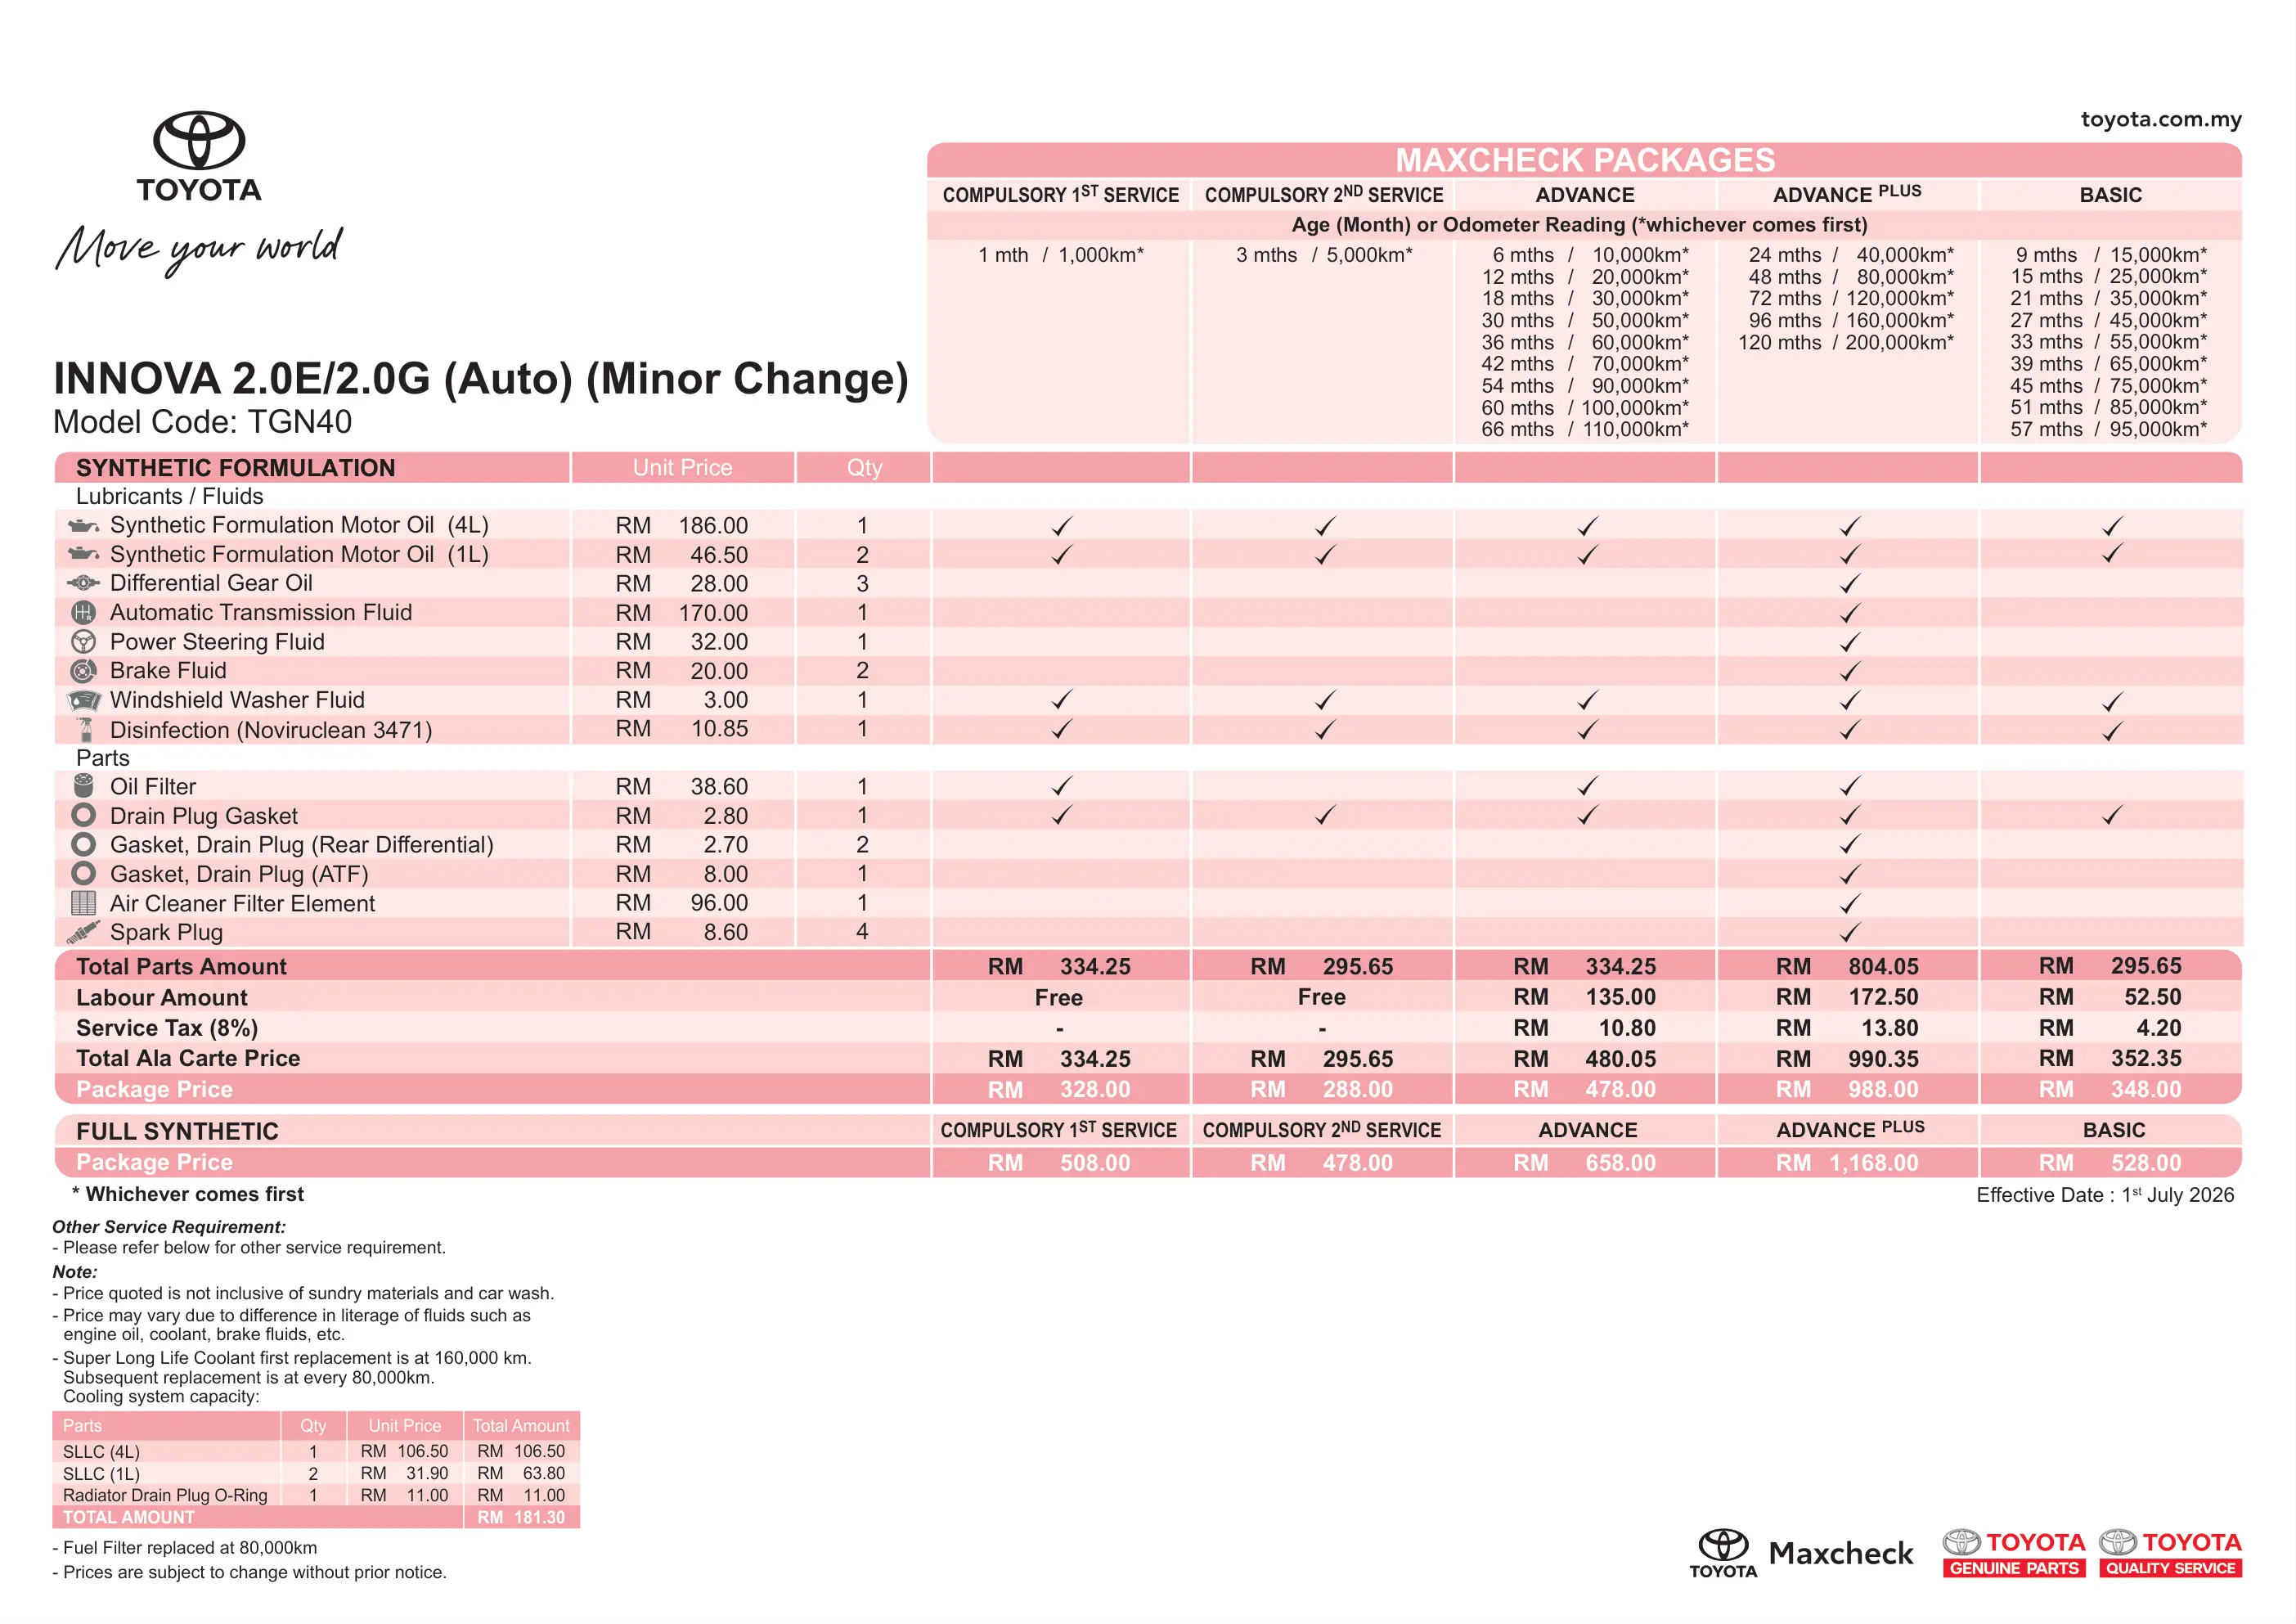 toyota.com.my
TOYOTA
Move your world
MAXCHECK PACKAGES
COMPULSORY 1ST SERVICE COMPULSORY 2ND SERVICE ADVANCE ADVANCE PLUS BASIC
Age (Month) or Odometer Reading (*whichever comes first)
1 mth / 1,000km* 3 mths / 5,000km* 6 mths / 10,000km* 24 mths / 40,000km* 9 mths / 15,000km*
12 mths / 20,000km* 48 mths / 80,000km* 15 mths / 25,000km*
18 mths / 30,000km* 72 mths / 120,000km* 21 mths / 35,000km*
30 mths / 50,000km* 96 mths / 160,000km* 27 mths / 45,000km*
36 mths / 60,000km* 120 mths / 200,000km* 33 mths / 55,000km*
42 mths / 70,000km* 39 mths / 65,000km*
54 mths / 90,000km* 45 mths / 75,000km*
60 mths / 100,000km* 51 mths / 85,000km*
66 mths / 110,000km* 57 mths / 95,000km*
INNOVA 2.0E/2.0G (Auto) (Minor Change)
Model Code: TGN40
SYNTHETIC FORMULATION Unit Price Qty
Lubricants / Fluids
Synthetic Formulation Motor Oil (4L) RM 186.00 1 ✓ ✓ ✓ ✓ ✓
Synthetic Formulation Motor Oil (1L) RM 46.50 2 ✓ ✓ ✓ ✓ ✓
Differential Gear Oil RM 28.00 3 ✓
Automatic Transmission Fluid RM 170.00 1 ✓
Power Steering Fluid RM 32.00 1 ✓
Brake Fluid RM 20.00 2 ✓
Windshield Washer Fluid RM 3.00 1 ✓ ✓ ✓ ✓ ✓
Disinfection (Noviruclean 3471) RM 10.85 1 ✓ ✓ ✓ ✓ ✓
Parts
Oil Filter RM 38.60 1 ✓ ✓ ✓
Drain Plug Gasket RM 2.80 1 ✓ ✓ ✓ ✓ ✓
Gasket, Drain Plug (Rear Differential) RM 2.70 2 ✓
Gasket, Drain Plug (ATF) RM 8.00 1 ✓
Air Cleaner Filter Element RM 96.00 1 ✓
Spark Plug RM 8.60 4 ✓
Total Parts Amount RM 334.25 RM 295.65 RM 334.25 RM 804.05 RM 295.65
Labour Amount Free Free RM 135.00 RM 172.50 RM 52.50
Service Tax (8%) - - RM 10.80 RM 13.80 RM 4.20
Total Ala Carte Price RM 334.25 RM 295.65 RM 480.05 RM 990.35 RM 352.35
Package Price RM 328.00 RM 288.00 RM 478.00 RM 988.00 RM 348.00
FULL SYNTHETIC COMPULSORY 1ST SERVICE COMPULSORY 2ND SERVICE ADVANCE ADVANCE PLUS BASIC
Package Price RM 508.00 RM 478.00 RM 658.00 RM 1,168.00 RM 528.00
* Whichever comes first Effective Date : 1st July 2026
Other Service Requirement:
- Please refer below for other service requirement.
Note:
- Price quoted is not inclusive of sundry materials and car wash.
- Price may vary due to difference in literage of fluids such as
engine oil, coolant, brake fluids, etc.
- Super Long Life Coolant first replacement is at 160,000 km.
Subsequent replacement is at every 80,000km.
Cooling system capacity:
Parts Qty Unit Price Total Amount
SLLC (4L) 1 RM 106.50 RM 106.50
SLLC (1L) 2 RM 31.90 RM 63.80
Radiator Drain Plug O-Ring 1 RM 11.00 RM 11.00
TOTAL AMOUNT RM 181.30
- Fuel Filter replaced at 80,000km
- Prices are subject to change without prior notice.
TOYOTA Maxcheck
TOYOTA GENUINE PARTS
TOYOTA QUALITY SERVICE